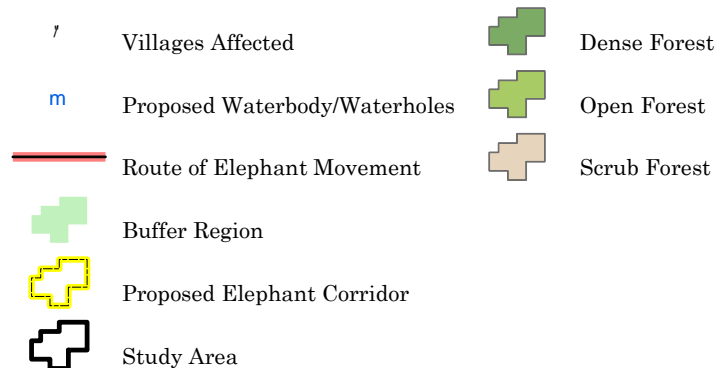 Villages Affected
m
Proposed Waterbody/Waterholes
Route of Elephant Movement
Buffer Region
Proposed Elephant Corridor
Study Area
Dense Forest
Open Forest
Scrub Forest